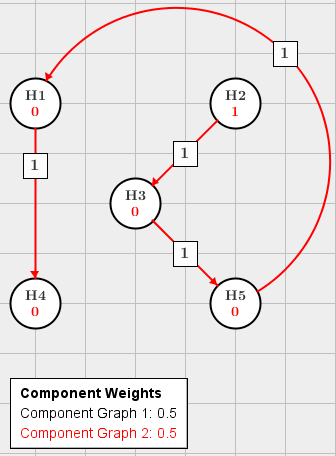 1
H1
0
H2
1
1
1
H3
0
1
H4
0
H5
0
Component Weights
Component Graph 1: 0.5
Component Graph 2: 0.5